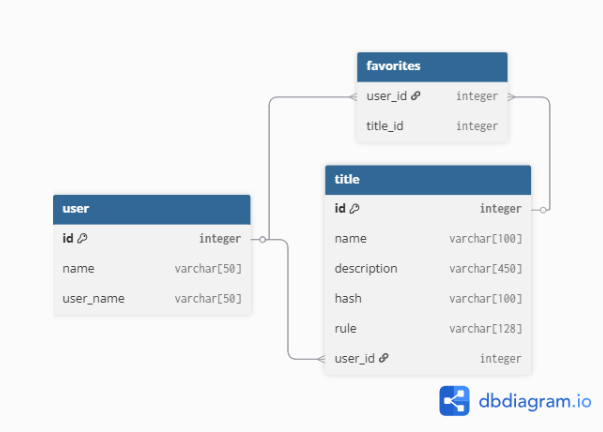 favorites
user_id integer
title_id integer
title
id integer
name varchar[100]
description varchar[450]
hash varchar[100]
rule varchar[128]
user_id integer
user
id integer
name varchar[50]
user_name varchar[50]
dbdiagram.io